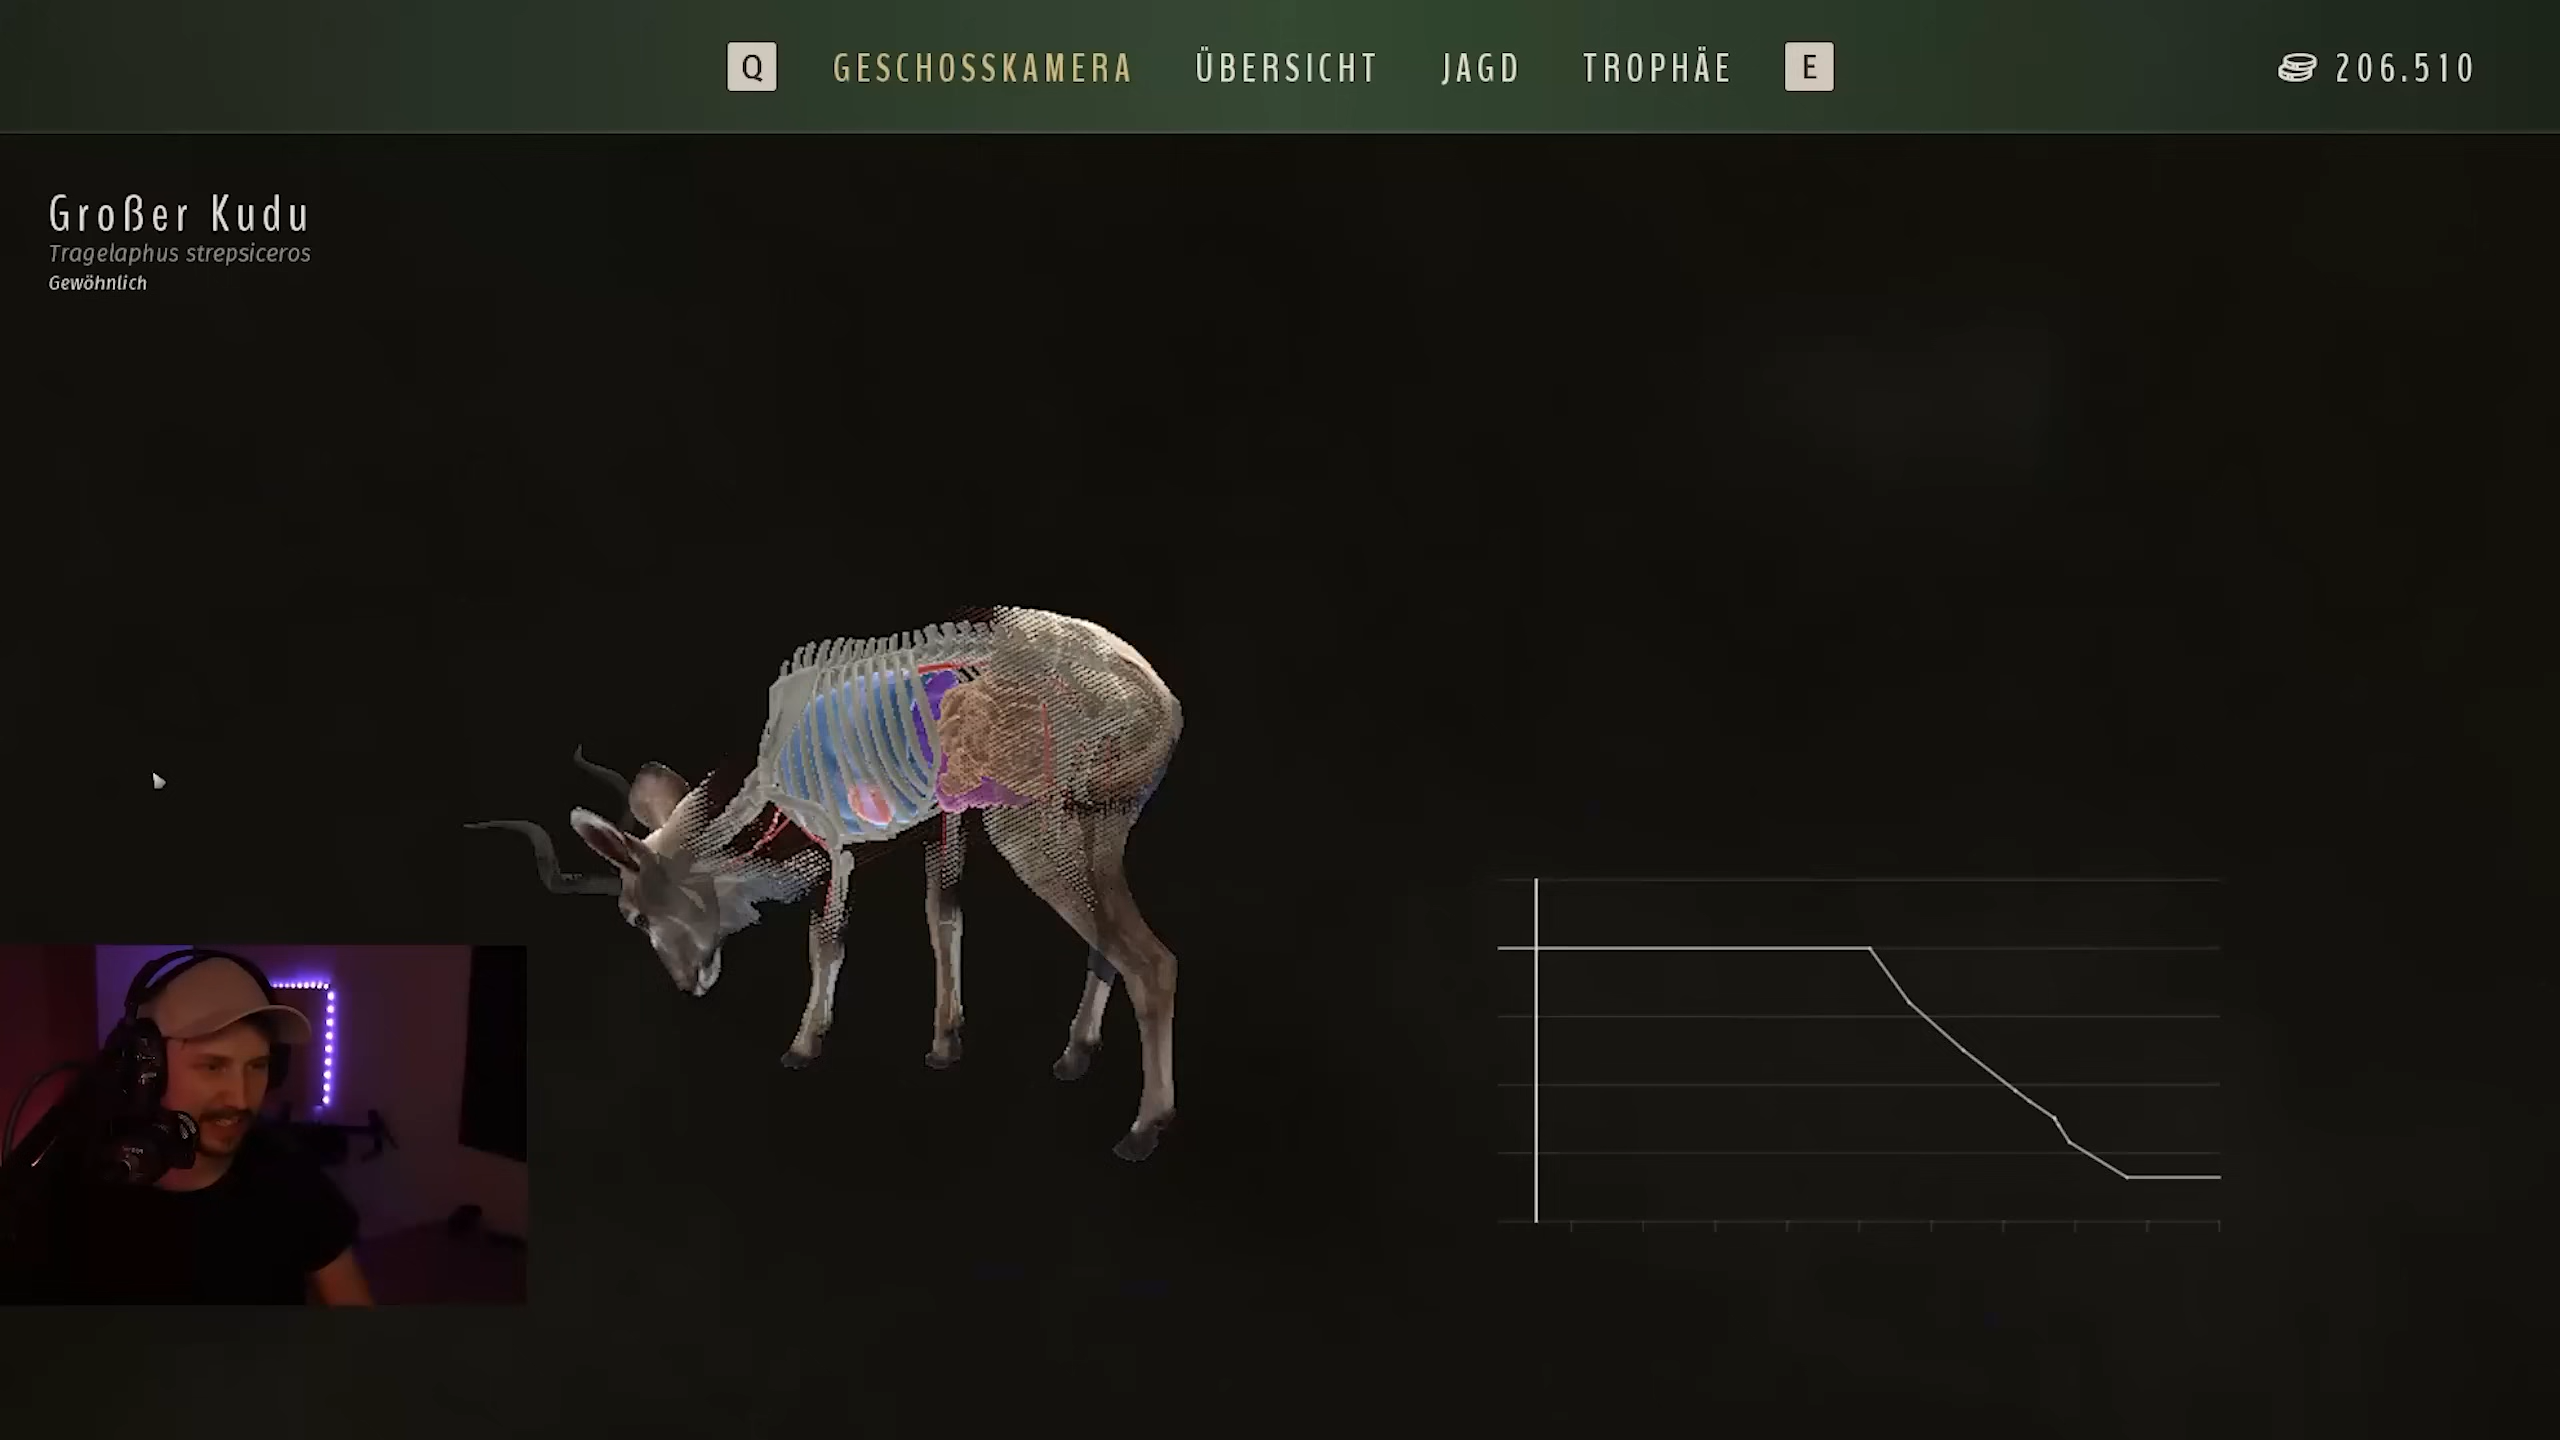 Q GESCHOSSKAMERA ÜBERSICHT JAGD TROPHÄE E 206.510
Großer Kudu
Tragelaphus strepsiceros
Gewöhnlich